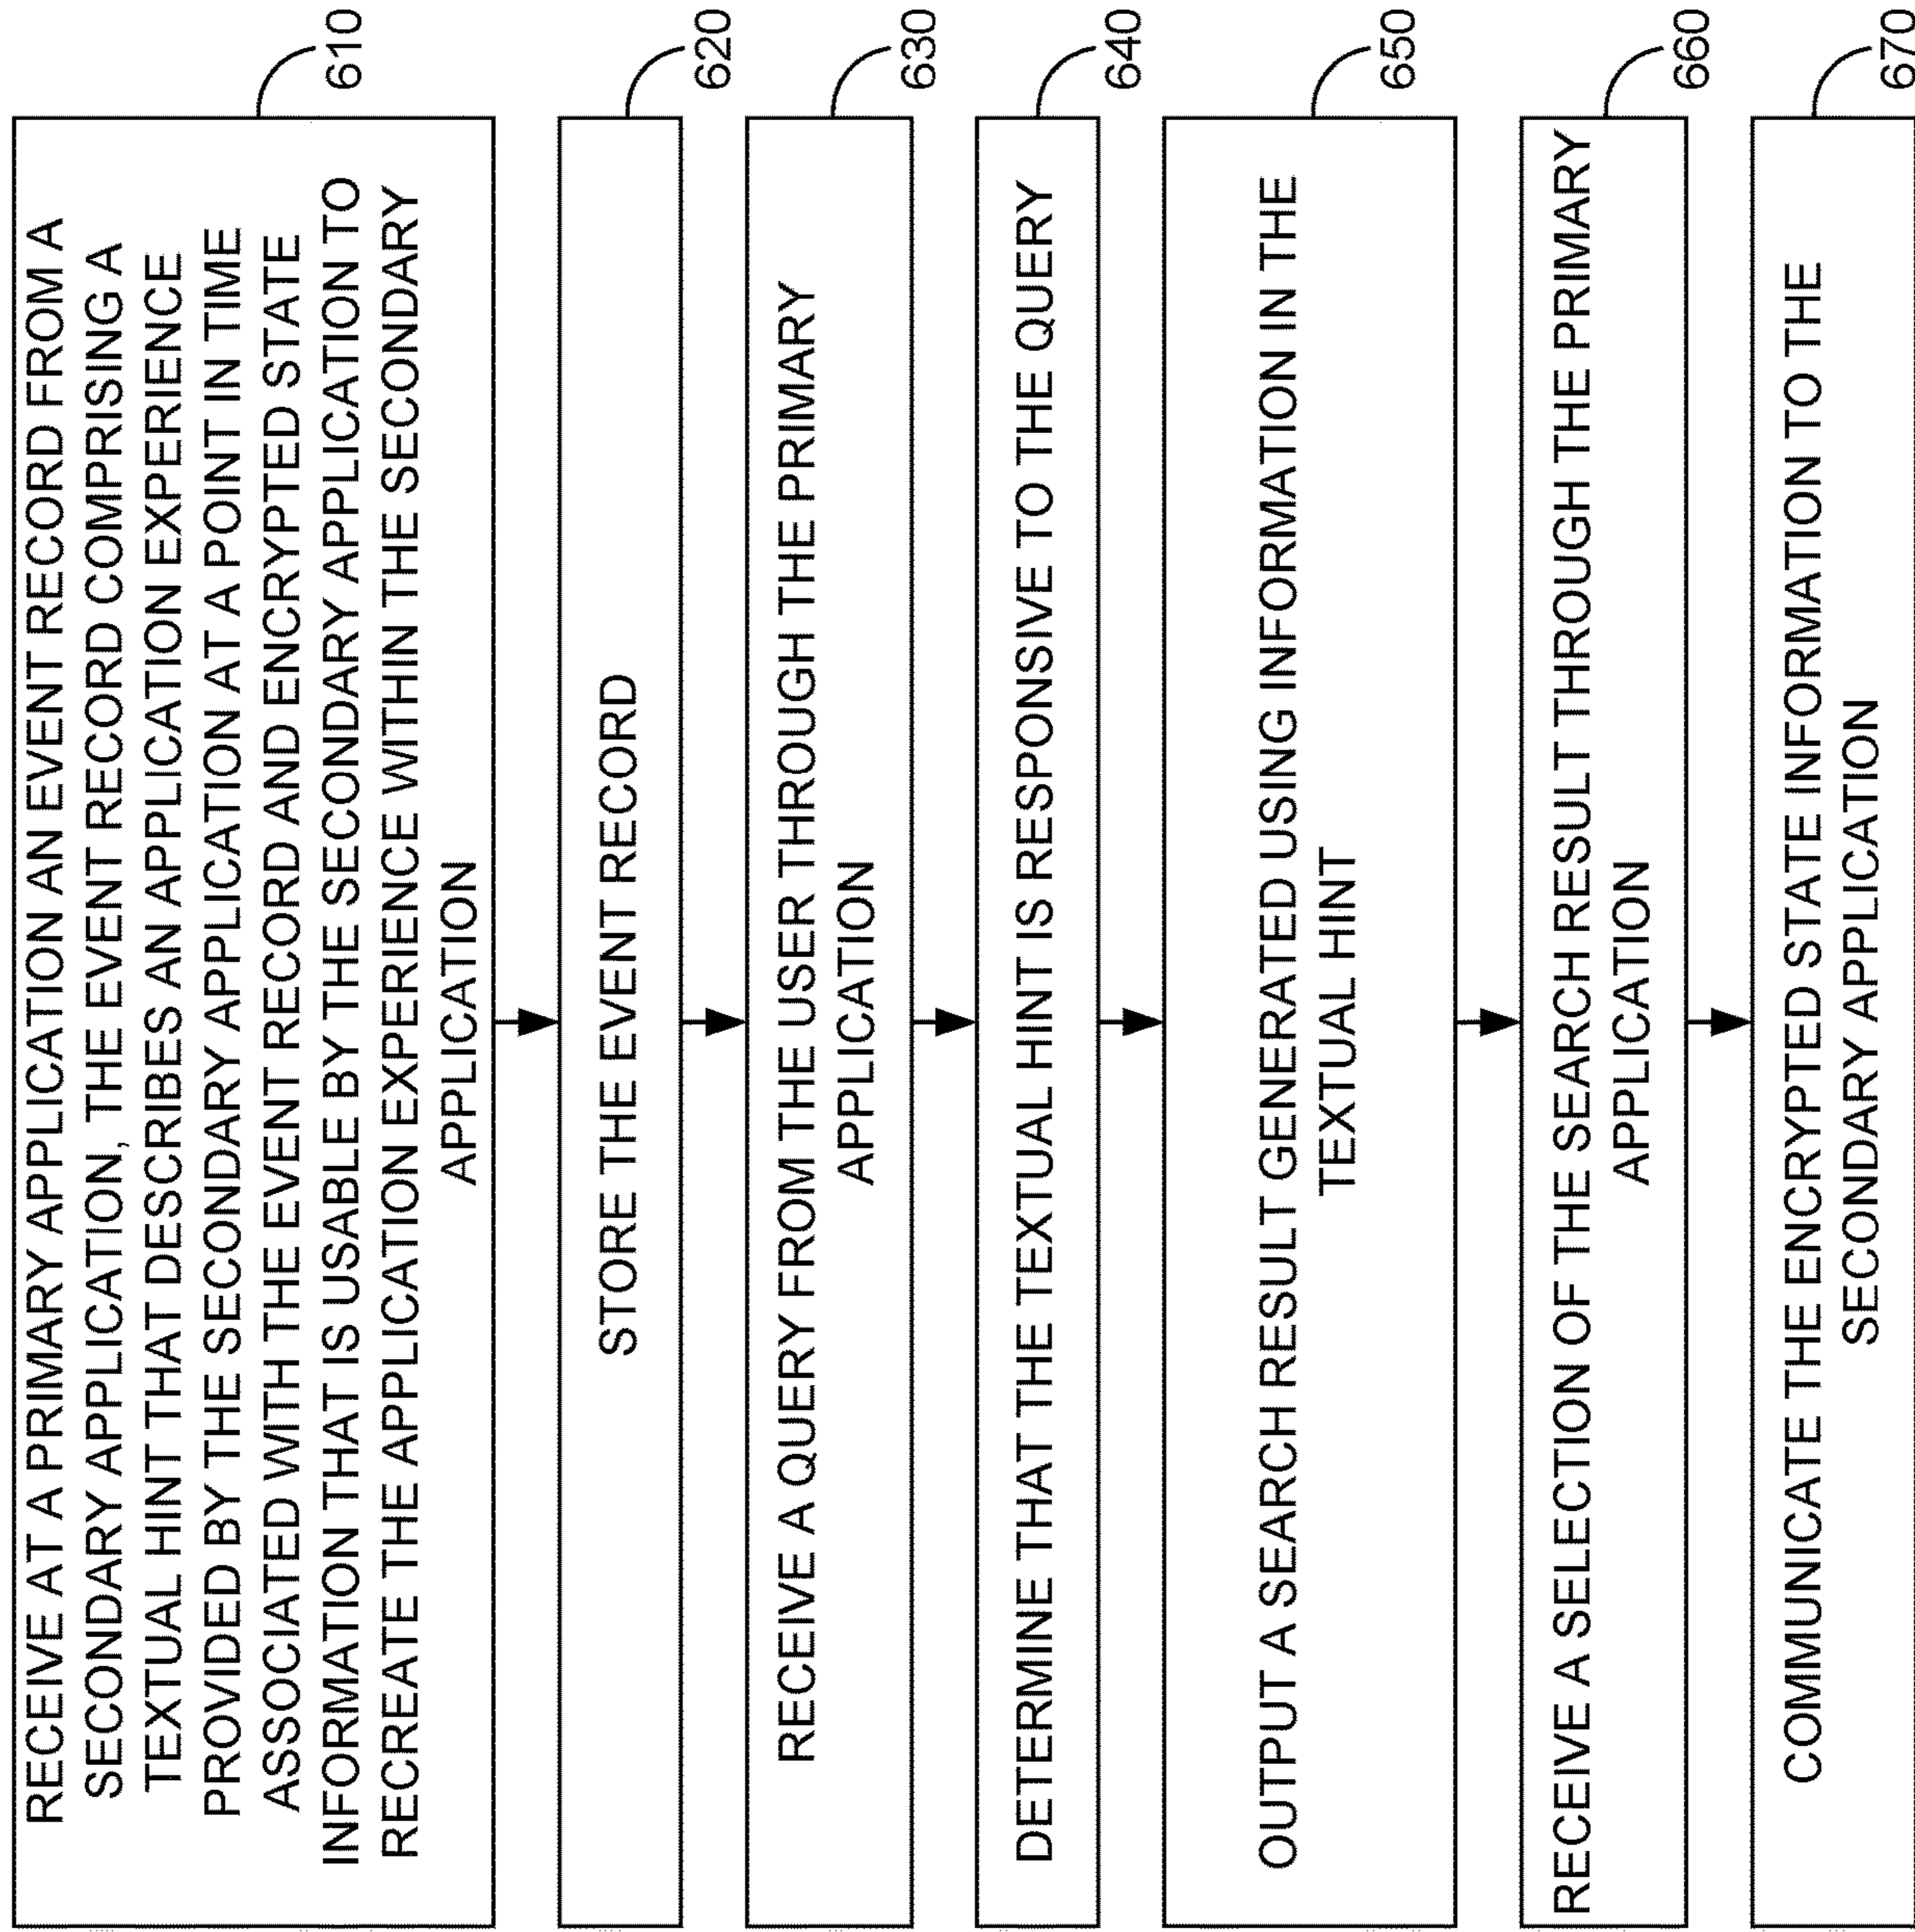 RECEIVE AT A PRIMARY APPLICATION AN EVENT RECORD FROM A
SECONDARY APPLICATION, THE EVENT RECORD COMPRISING A
TEXTUAL HINT THAT DESCRIBES AN APPLICATION EXPERIENCE
PROVIDED BY THE SECONDARY APPLICATION AT A POINT IN TIME
ASSOCIATED WITH THE EVENT RECORD AND ENCRYPTED STATE
INFORMATION THAT IS USABLE BY THE SECONDARY APPLICATION TO
RECREATE THE APPLICATION EXPERIENCE WITHIN THE SECONDARY
APPLICATION
610
STORE THE EVENT RECORD
620
RECEIVE A QUERY FROM THE USER THROUGH THE PRIMARY
APPLICATION
630
DETERMINE THAT THE TEXTUAL HINT IS RESPONSIVE TO THE QUERY
640
OUTPUT A SEARCH RESULT GENERATED USING INFORMATION IN THE
TEXTUAL HINT
650
RECEIVE A SELECTION OF THE SEARCH RESULT THROUGH THE PRIMARY
APPLICATION
660
COMMUNICATE THE ENCRYPTED STATE INFORMATION TO THE
SECONDARY APPLICATION
670